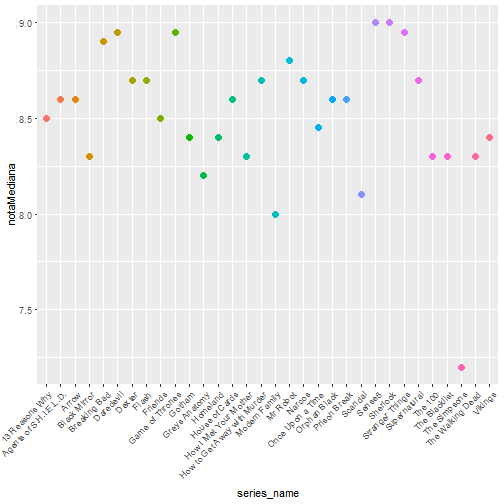 9.0
8.5
8.0
7.5
notaMediana
13 Reasons Why
Agents of S.H.I.E.L.D.
Arrow
Black Mirror
Breaking Bad
Daredevil
Dexter
Flash
Friends
Game of Thrones
Gotham
Greys Anatomy
Homeland
House of Cards
How I Met Your Mother
How to Get Away with Murder
Modern Family
Mr Robot
Narcos
Once Upon a Time
Orphan Black
Prison Break
Scandal
Sense8
Sherlock
Stranger Things
Supernatural
The 100
The Blacklist
The Simpsons
The Walking Dead
Vikings
series_name